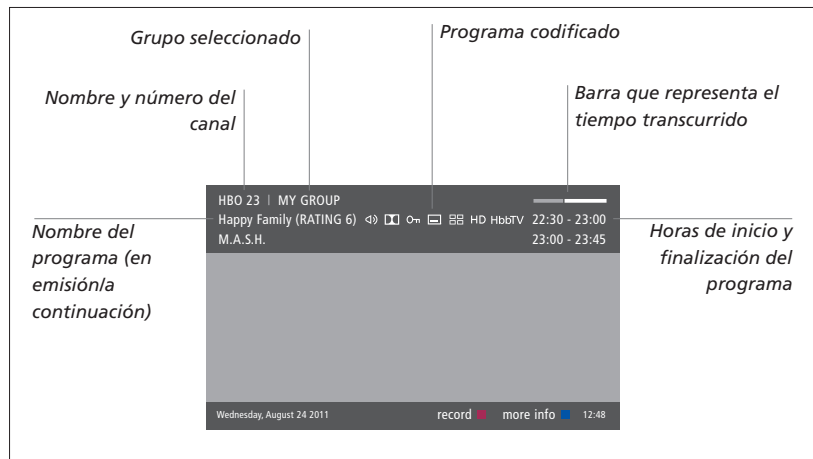 Grupo seleccionado
Programa codificado
Nombre y número del
canal
Barra que representa el
tiempo transcurrido
HBO 23 | MY GROUP
Happy Family (RATING 6) HD HbbTV 22:30 - 23:00
M.A.S.H. 23:00 - 23:45
Nombre del
programa (en
emisión/a
continuación)
Horas de inicio y
finalización del
programa
Wednesday, August 24 2011 record more info 12:48